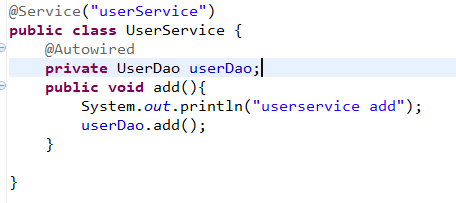 @Service("userService")
public class UserService {
    @Autowired
    private UserDao userDao;
    public void add(){
        System.out.println("userservice add");
        userDao.add();
    }
}